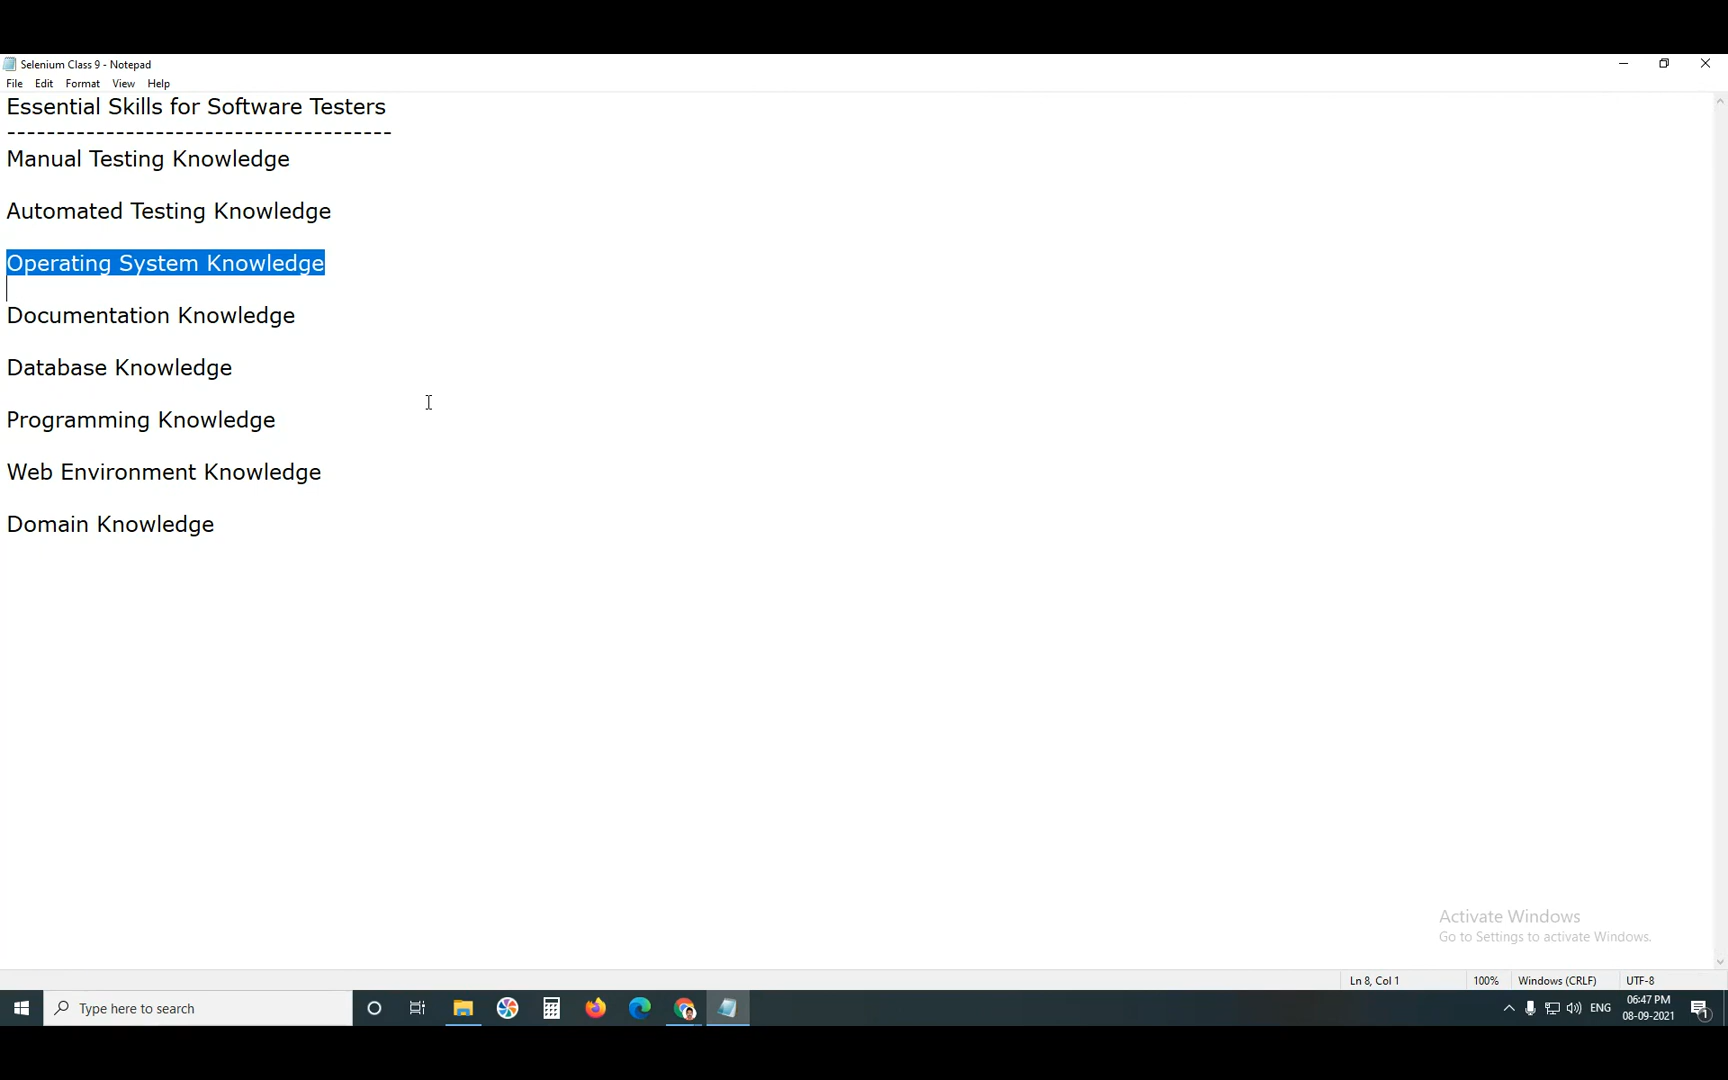 Selenium Class 9 - Notepad
File Edit Format View Help
Essential Skills for Software Testers
---------------------------------------
Manual Testing Knowledge
Automated Testing Knowledge
Operating System Knowledge
Documentation Knowledge
Database Knowledge
Programming Knowledge
Web Environment Knowledge
Domain Knowledge
Activate Windows
Go to Settings to activate Windows.
Ln 8, Col 1 100% Windows (CRLF) UTF-8
Type here to search
ENG
06:47 PM
08-09-2021
1